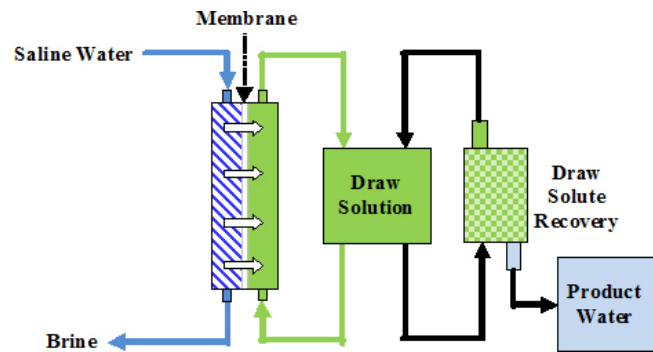 Membrane
Saline Water
Draw
Solution
Draw
Solute
Recovery
Product
Water
Brine